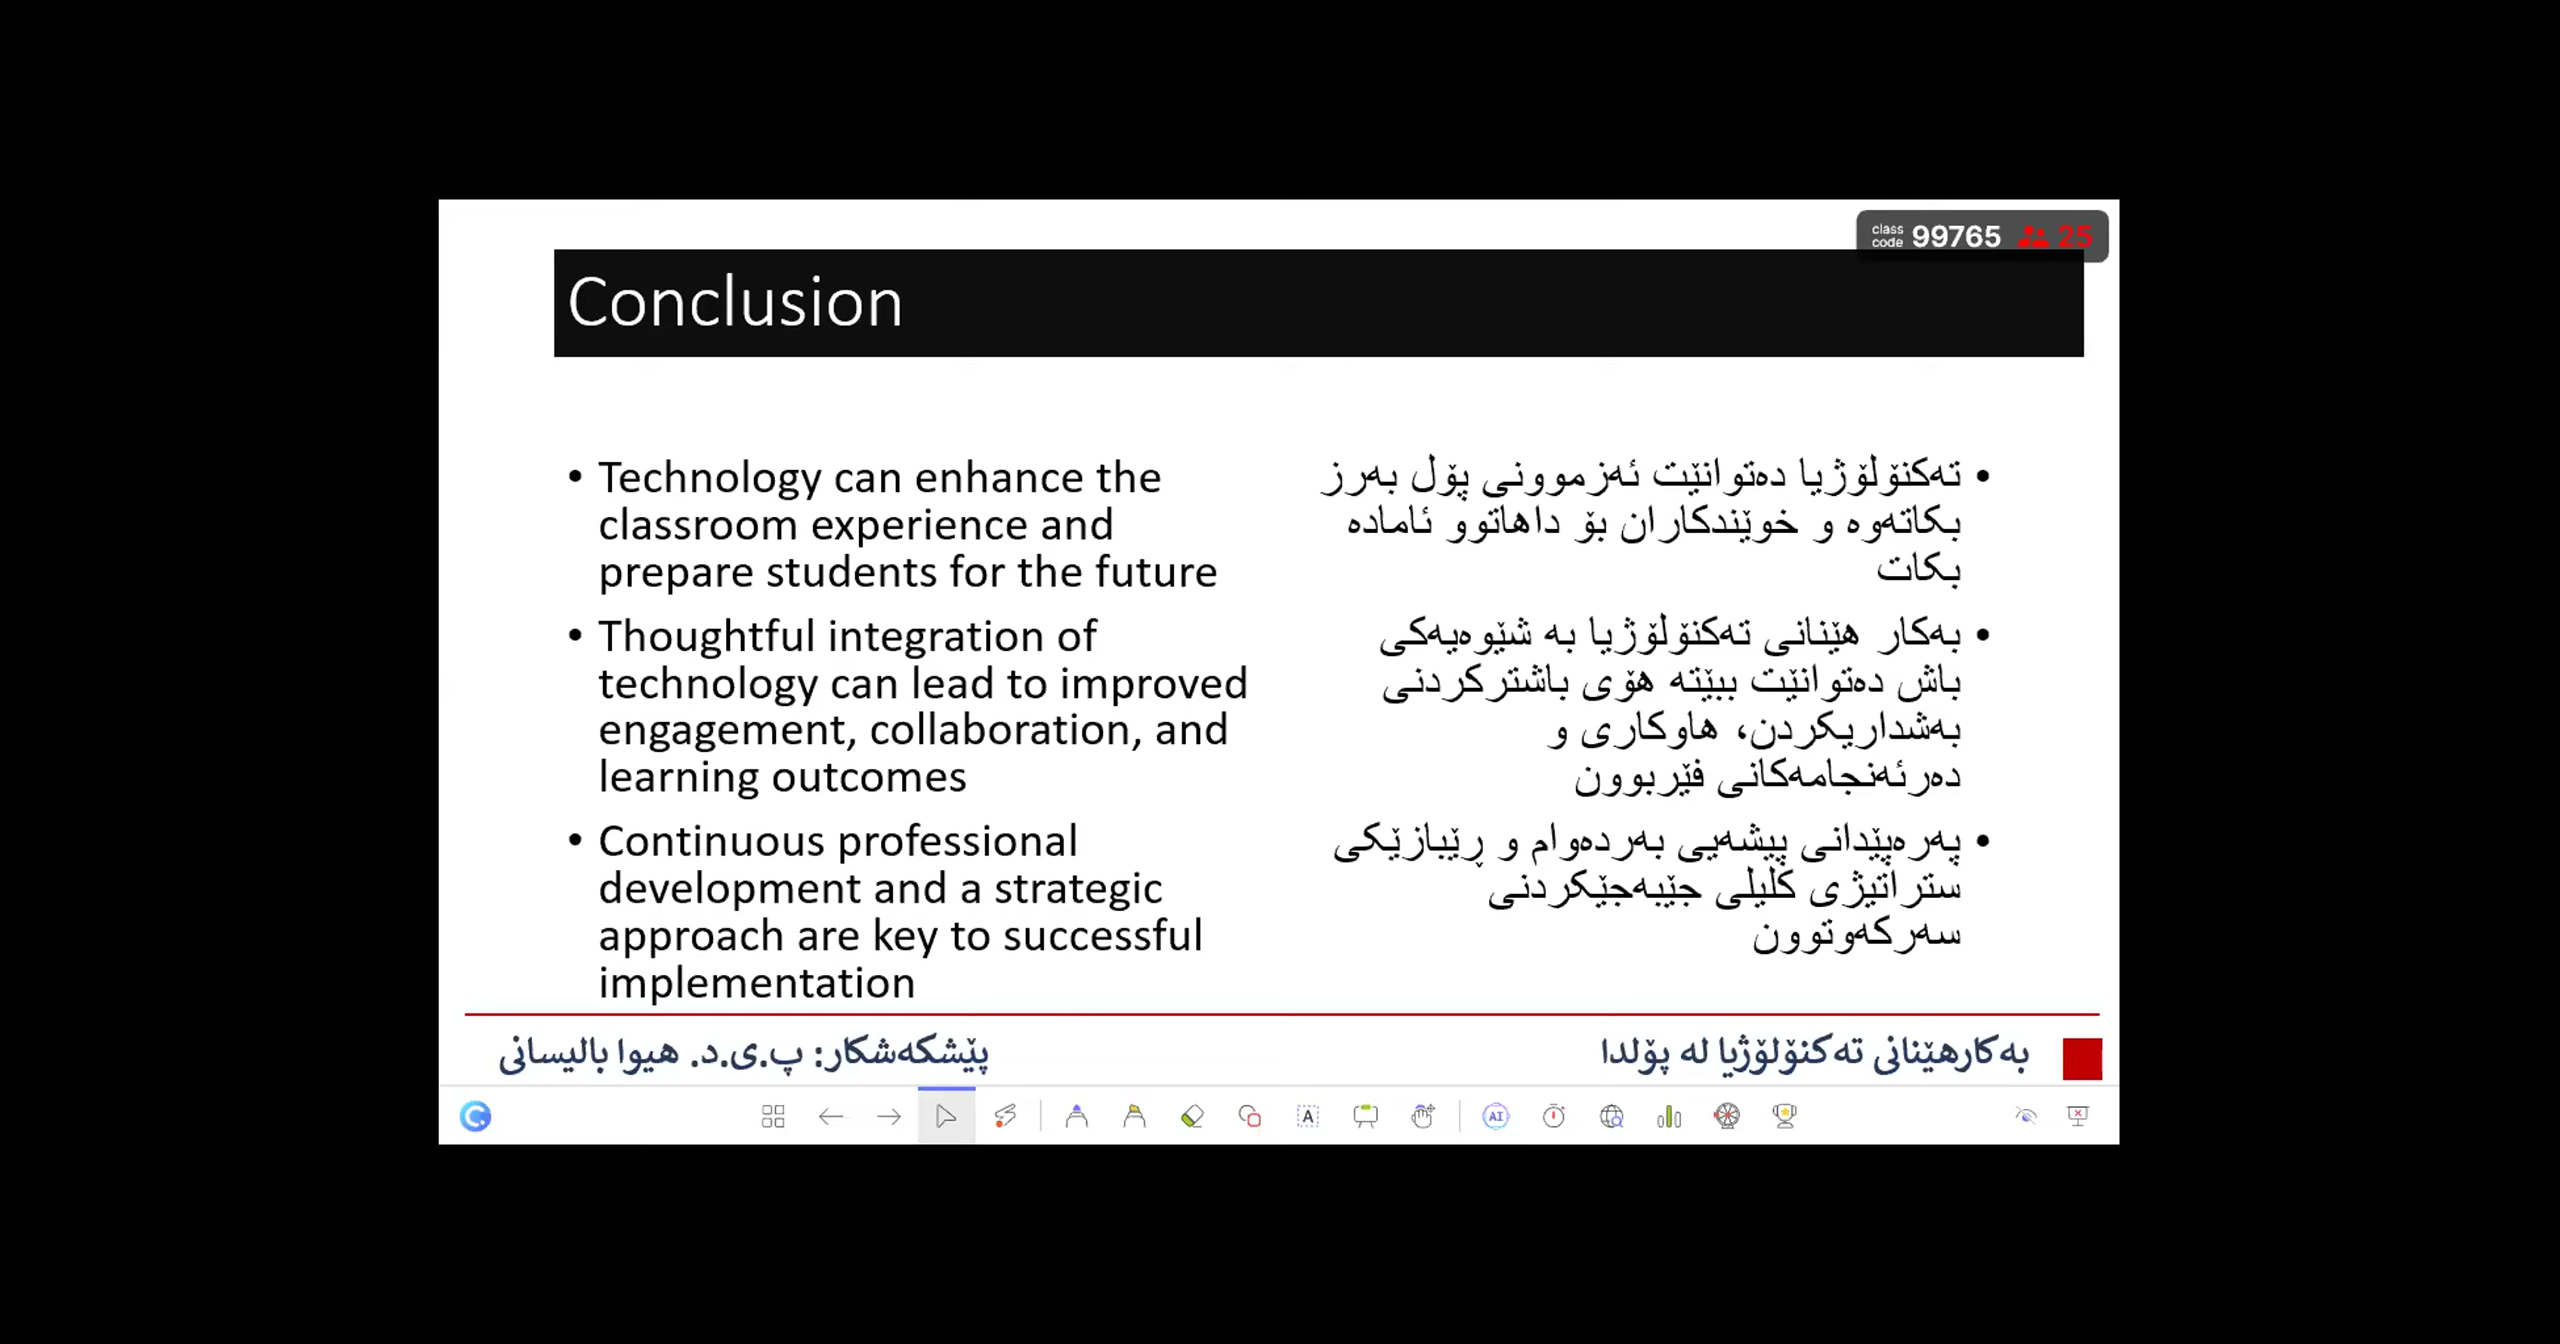 class code 99765 25
Conclusion
• Technology can enhance the
classroom experience and
prepare students for the future
• Thoughtful integration of
technology can lead to improved
engagement, collaboration, and
learning outcomes
• Continuous professional
development and a strategic
approach are key to successful
implementation
• تەکنۆلۆژیا دەتوانێت ئەزموونی پۆل بەرز
بکاتەوە و خوێندکاران بۆ داهاتوو ئامادە
بکات
• بەکار هێنانی تەکنۆلۆژیا بە شێوەیەکی
باش دەتوانێت ببێتە هۆی باشترکردنی
بەشداریکردن، هاوکاری و
دەرئەنجامەکانی فێربوون
• پەرەپێدانی پیشەیی بەردەوام و ڕێبازێکی
ستراتیژی کلیلی جێبەجێکردنی
سەرکەوتوون
بەکارهێنانی تەکنۆلۆژیا لە پۆلدا
پێشکەشکار: پ.ی.د. هیوا بالیسانی
A AI